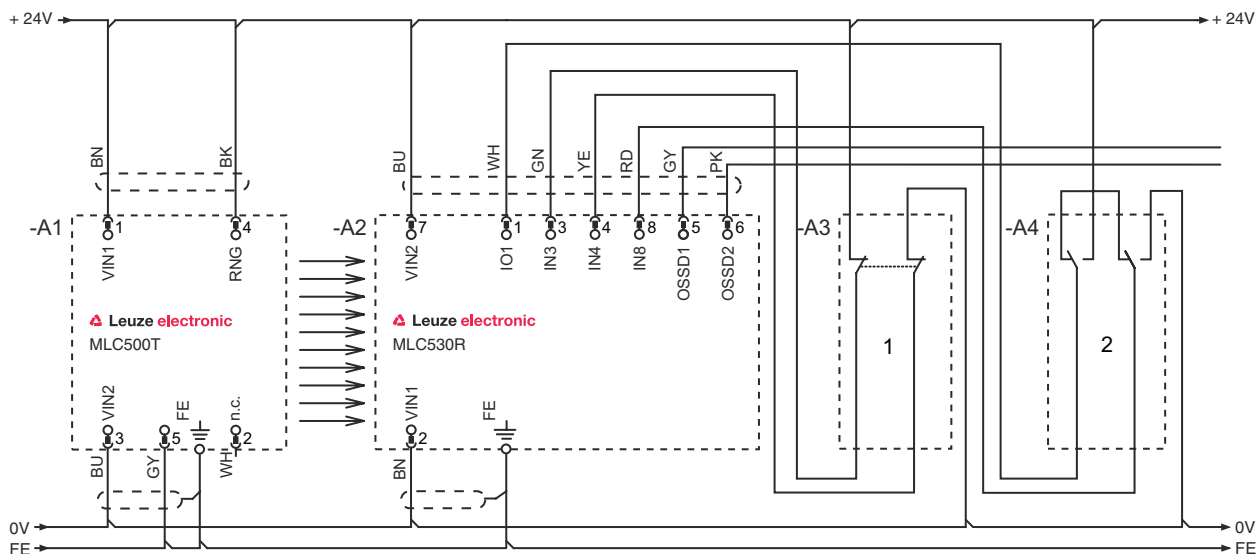 + 24V
+ 24V
BN
BK
BU
WH
GN
YE
RD
GY
PK
-A1
1
4
-A2
7
1
3
4
8
5
6
-A3
-A4
VIN1
RNG
VIN2
IO1
IN3
IN4
IN8
OSSD1
OSSD2
Leuze electronic
MLC500T
Leuze electronic
MLC530R
1
2
VIN2
FE
n.c.
VIN1
FE
3
5
2
2
BU
GY
WH
BN
0V
0V
FE
FE